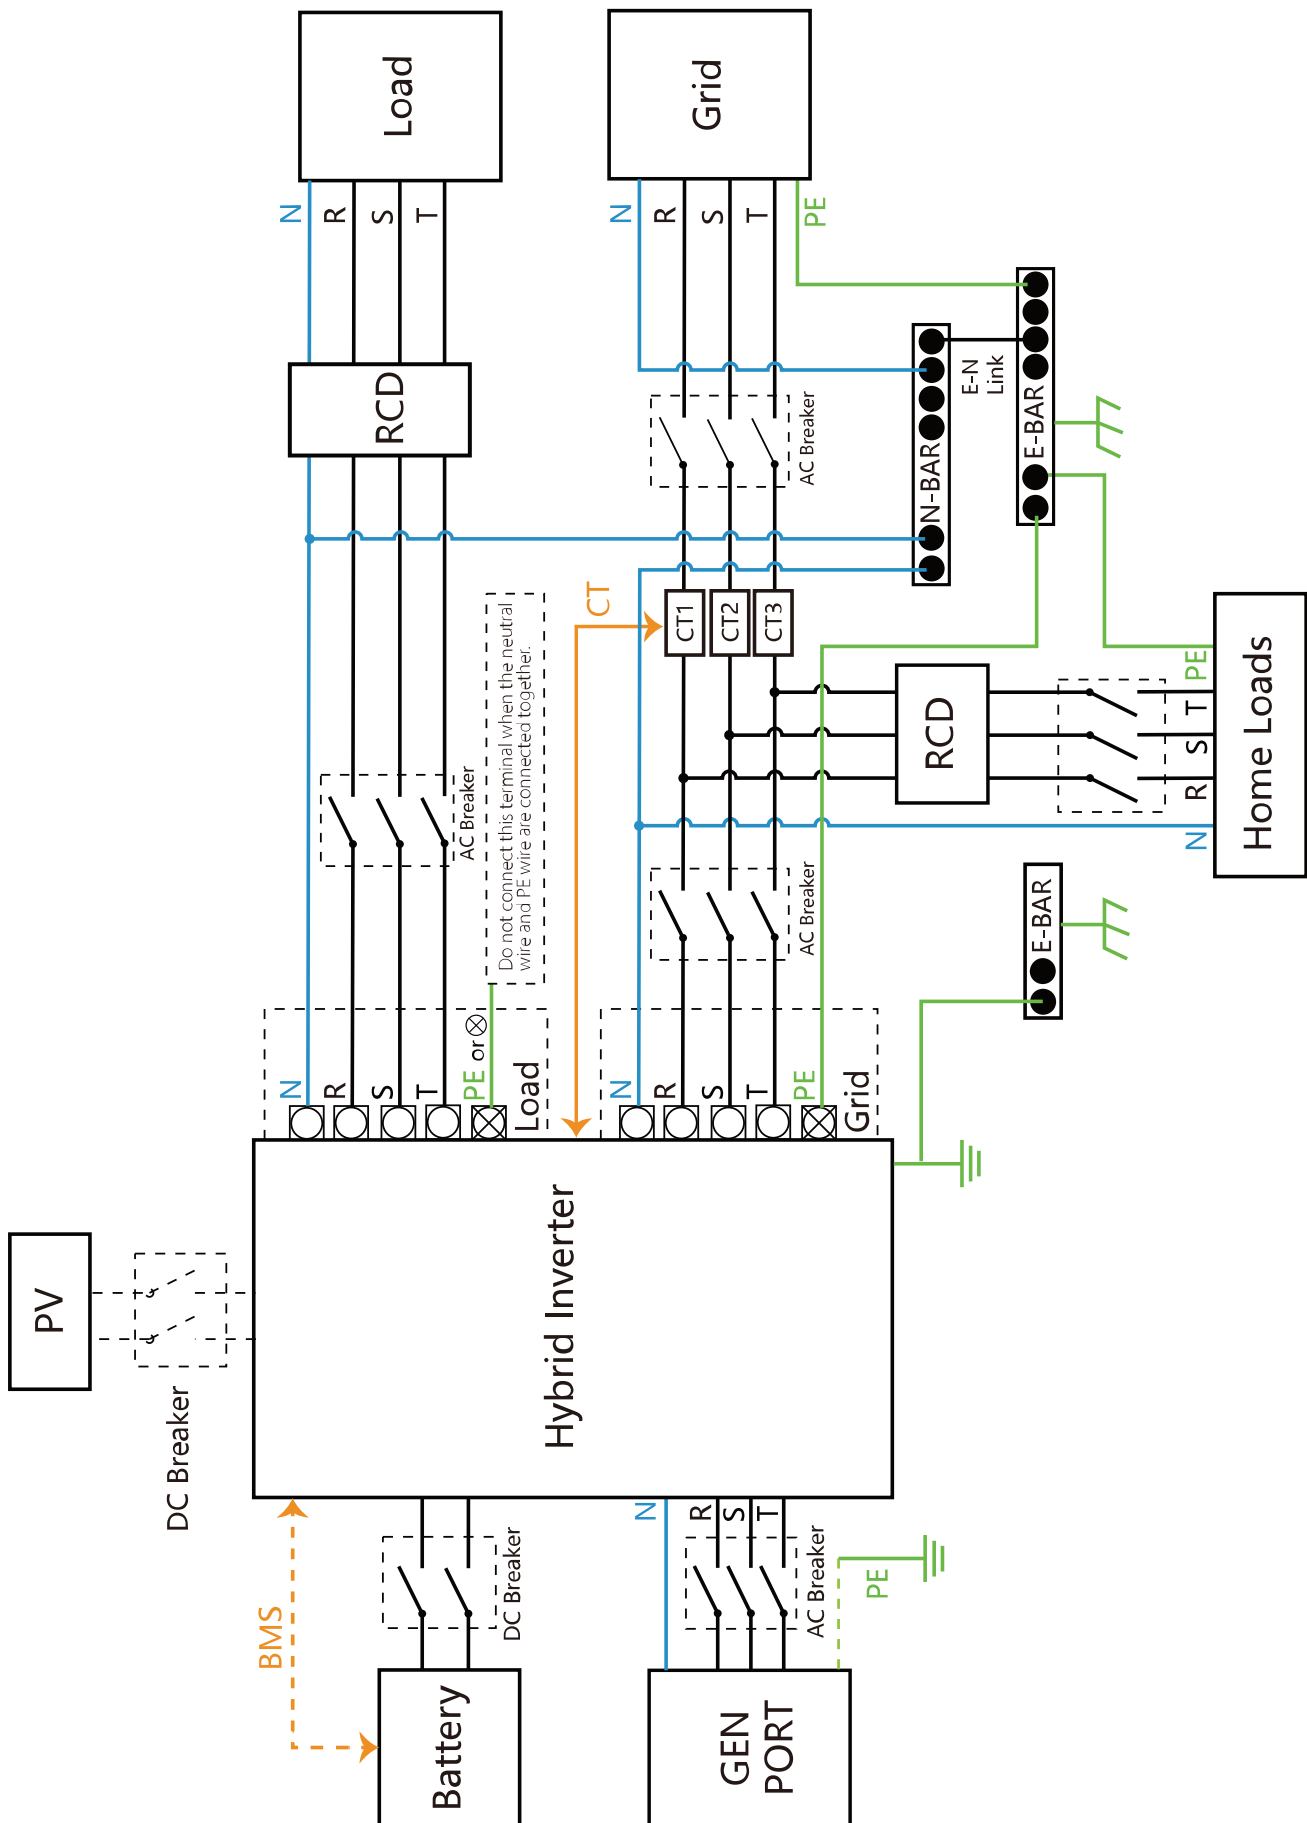 Load
Grid
N
R
S
T
N
R
S
T
PE
RCD
AC Breaker
N-BAR
E-N
Link
E-BAR
CT
CT1
CT2
CT3
Do not connect this terminal when the neutral
wire and PE wire are connected together.
AC Breaker
RCD
PE
T
S
R
N
Home Loads
AC Breaker
E-BAR
N
R
S
T
PE or
Load
N
R
S
T
PE
Grid
PV
DC Breaker
Hybrid Inverter
BMS
DC Breaker
Battery
N
R
S
T
AC Breaker
PE
GEN
PORT